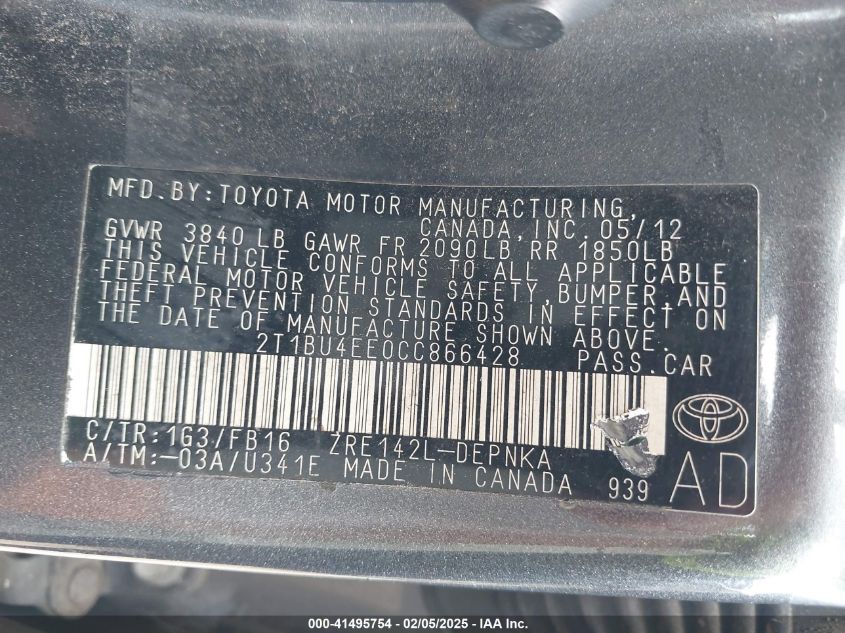 MFD. BY: TOYOTA MOTOR MANUFACTURING,
CANADA, INC. 05/12
GVWR 3840 LB GAWR FR 2090LB RR 1850LB
THIS VEHICLE CONFORMS TO ALL APPLICABLE
FEDERAL MOTOR VEHICLE SAFETY, BUMPER, AND
THEFT PREVENTION STANDARDS IN EFFECT ON
THE DATE OF MANUFACTURE SHOWN ABOVE.
2T1BU4EE0CC866428 PASS. CAR
C/TR: 1G3/FB16 ZRE142L-DEPNKA
A/TM: -03A/U341E MADE IN CANADA 939 AD
000-41495754 - 02/05/2025 - IAA Inc.